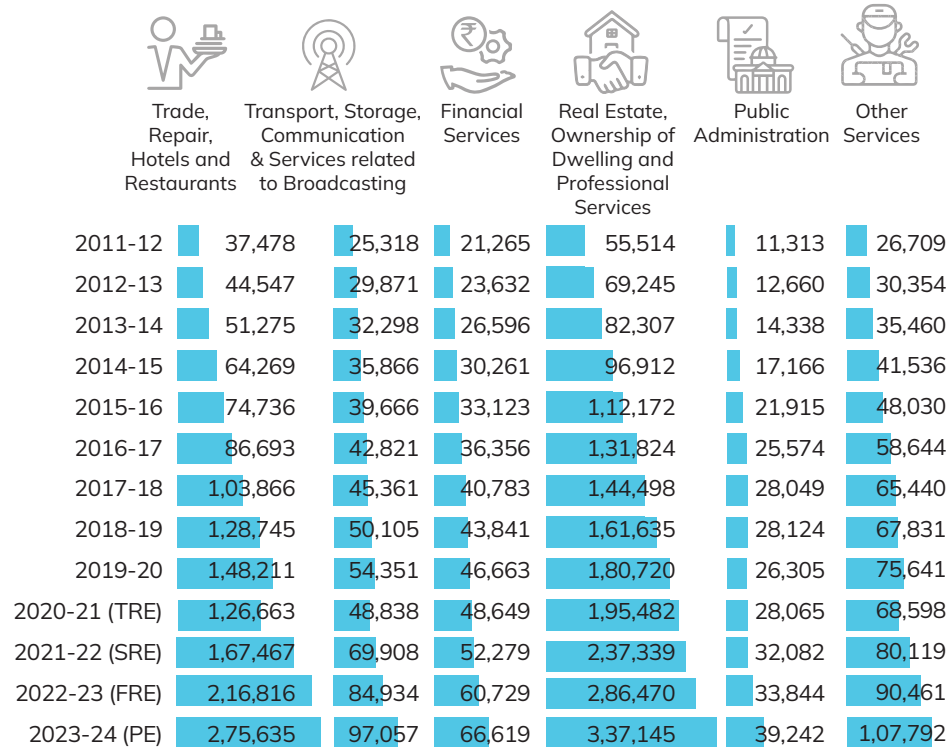 ₹
Trade,
Repair,
Hotels and
Restaurants
Transport, Storage,
Communication
& Services related
to Broadcasting
Financial
Services
Real Estate,
Ownership of
Dwelling and
Professional
Services
Public
Administration
Other
Services
2011-12 37,478 25,318 21,265 55,514 11,313 26,709
2012-13 44,547 29,871 23,632 69,245 12,660 30,354
2013-14 51,275 32,298 26,596 82,307 14,338 35,460
2014-15 64,269 35,866 30,261 96,912 17,166 41,536
2015-16 74,736 39,666 33,123 1,12,172 21,915 48,030
2016-17 86,693 42,821 36,356 1,31,824 25,574 58,644
2017-18 1,03,866 45,361 40,783 1,44,498 28,049 65,440
2018-19 1,28,745 50,105 43,841 1,61,635 28,124 67,831
2019-20 1,48,211 54,351 46,663 1,80,720 26,305 75,641
2020-21 (TRE) 1,26,663 48,838 48,649 1,95,482 28,065 68,598
2021-22 (SRE) 1,67,467 69,908 52,279 2,37,339 32,082 80,119
2022-23 (FRE) 2,16,816 84,934 60,729 2,86,470 33,844 90,461
2023-24 (PE) 2,75,635 97,057 66,619 3,37,145 39,242 1,07,792